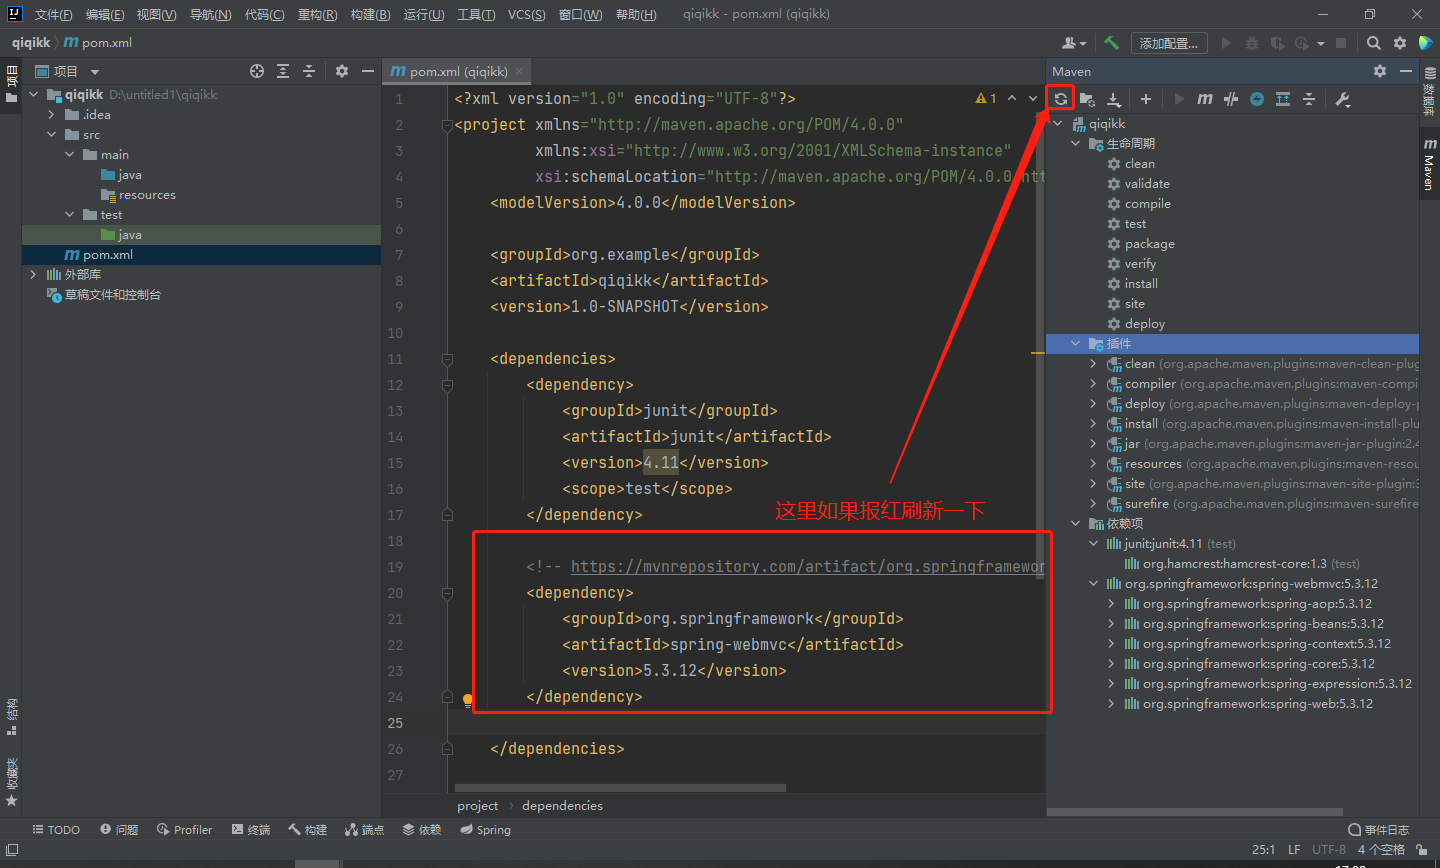 文件(F) 编辑(E) 视图(V) 导航(N) 代码(C) 重构(R) 构建(B) 运行(U) 工具(T) VCS(S) 窗口(W) 帮助(H) qiqikk - pom.xml (qiqikk)
qiqikk pom.xml
添加配置...
项目
项目
qiqikk D:\untitled1\qiqikk
.idea
src
main
java
resources
test
java
pom.xml
外部库
草稿文件和控制台
结构
收藏夹
pom.xml (qiqikk)
1
1 <?xml version="1.0" encoding="UTF-8"?>
2 <project xmlns="http://maven.apache.org/POM/4.0.0"
3 xmlns:xsi="http://www.w3.org/2001/XMLSchema-instance"
4 xsi:schemaLocation="http://maven.apache.org/POM/4.0.0 htt
5 <modelVersion>4.0.0</modelVersion>
6
7 <groupId>org.example</groupId>
8 <artifactId>qiqikk</artifactId>
9 <version>1.0-SNAPSHOT</version>
10
11 <dependencies>
12 <dependency>
13 <groupId>junit</groupId>
14 <artifactId>junit</artifactId>
15 <version>4.11</version>
16 <scope>test</scope>
17 </dependency>
这里如果报红刷新一下
18
19 <!-- https://mvnrepository.com/artifact/org.springframewor
20 <dependency>
21 <groupId>org.springframework</groupId>
22 <artifactId>spring-webmvc</artifactId>
23 <version>5.3.12</version>
24 </dependency>
25
26 </dependencies>
27
project dependencies
Maven
qiqikk
生命周期
clean
validate
compile
test
package
verify
install
site
deploy
插件
clean (org.apache.maven.plugins:maven-clean-plug
compiler (org.apache.maven.plugins:maven-compi
deploy (org.apache.maven.plugins:maven-deploy-p
install (org.apache.maven.plugins:maven-install-plu
jar (org.apache.maven.plugins:maven-jar-plugin:2.4
resources (org.apache.maven.plugins:maven-resou
site (org.apache.maven.plugins:maven-site-plugin:3
surefire (org.apache.maven.plugins:maven-surefire
依赖项
junit:junit:4.11 (test)
org.hamcrest:hamcrest-core:1.3 (test)
org.springframework:spring-webmvc:5.3.12
org.springframework:spring-aop:5.3.12
org.springframework:spring-beans:5.3.12
org.springframework:spring-context:5.3.12
org.springframework:spring-core:5.3.12
org.springframework:spring-expression:5.3.12
org.springframework:spring-web:5.3.12
数据库
Maven
TODO 问题 Profiler 终端 构建 端点 依赖 Spring 事件日志
25:1 LF UTF-8 4 个空格